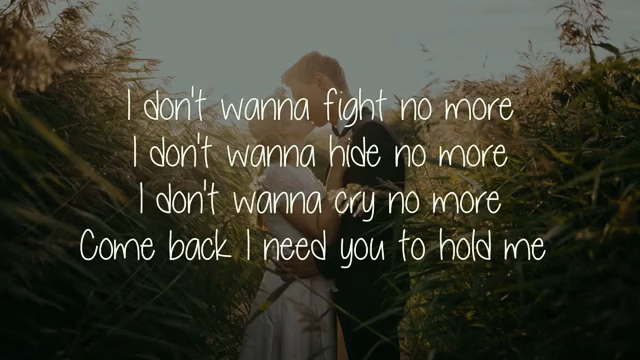 I don't wanna fight no more
I don't wanna hide no more
I don't wanna cry no more
Come back I need you to hold me